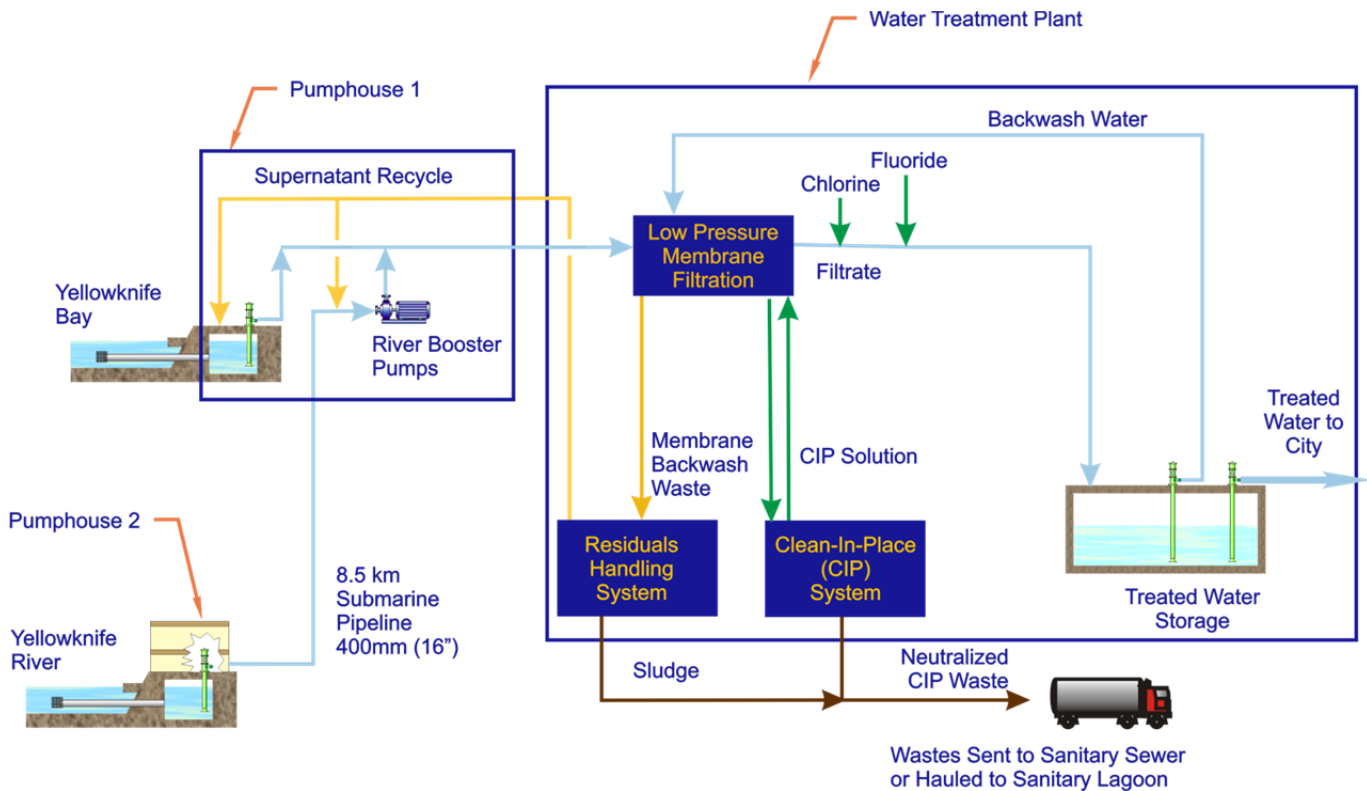 Water Treatment Plant
Pumphouse 1
Backwash Water
Fluoride
Chlorine
Supernatant Recycle
Low Pressure
Membrane
Filtration
Filtrate
Yellowknife
Bay
River Booster
Pumps
Treated
Water to
City
Membrane
Backwash
Waste
CIP Solution
Pumphouse 2
Residuals
Handling
System
Clean-In-Place
(CIP)
System
8.5 km
Submarine
Pipeline
400mm (16”)
Treated Water
Storage
Yellowknife
River
Sludge
Neutralized
CIP Waste
Wastes Sent to Sanitary Sewer
or Hauled to Sanitary Lagoon